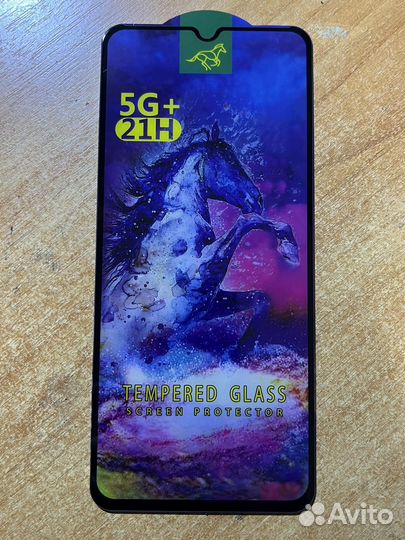 5G+
21H
TEMPERED GLASS
SCREEN PROTECTOR
Avito